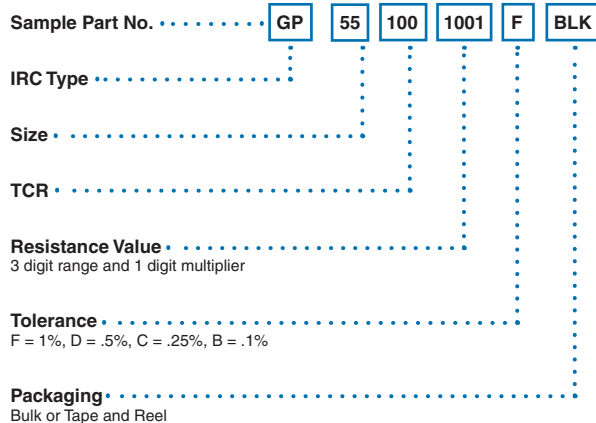 Sample Part No. GP 55 100 1001 F BLK
IRC Type
Size
TCR
Resistance Value
3 digit range and 1 digit multiplier
Tolerance
F = 1%, D = .5%, C = .25%, B = .1%
Packaging
Bulk or Tape and Reel